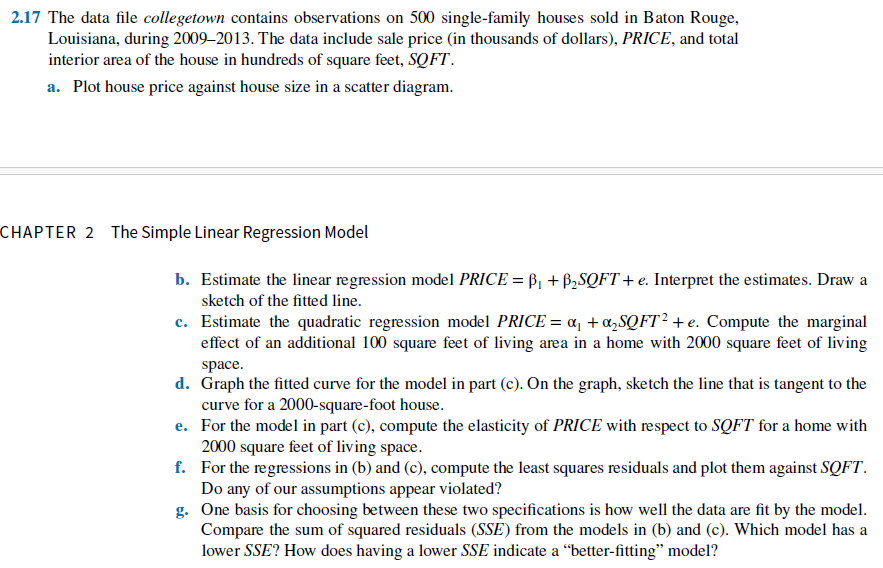 2.17 The data file collegetown contains observations on 500 single-family houses sold in Baton Rouge,
Louisiana, during 2009–2013. The data include sale price (in thousands of dollars), PRICE, and total
interior area of the house in hundreds of square feet, SQFT.
a. Plot house price against house size in a scatter diagram.
CHAPTER 2 The Simple Linear Regression Model
b. Estimate the linear regression model PRICE = β₁ + β₂SQFT + e. Interpret the estimates. Draw a
sketch of the fitted line.
c. Estimate the quadratic regression model PRICE = α₁ + α₂SQFT² + e. Compute the marginal
effect of an additional 100 square feet of living area in a home with 2000 square feet of living
space.
d. Graph the fitted curve for the model in part (c). On the graph, sketch the line that is tangent to the
curve for a 2000-square-foot house.
e. For the model in part (c), compute the elasticity of PRICE with respect to SQFT for a home with
2000 square feet of living space.
f. For the regressions in (b) and (c), compute the least squares residuals and plot them against SQFT.
Do any of our assumptions appear violated?
g. One basis for choosing between these two specifications is how well the data are fit by the model.
Compare the sum of squared residuals (SSE) from the models in (b) and (c). Which model has a
lower SSE? How does having a lower SSE indicate a “better-fitting” model?